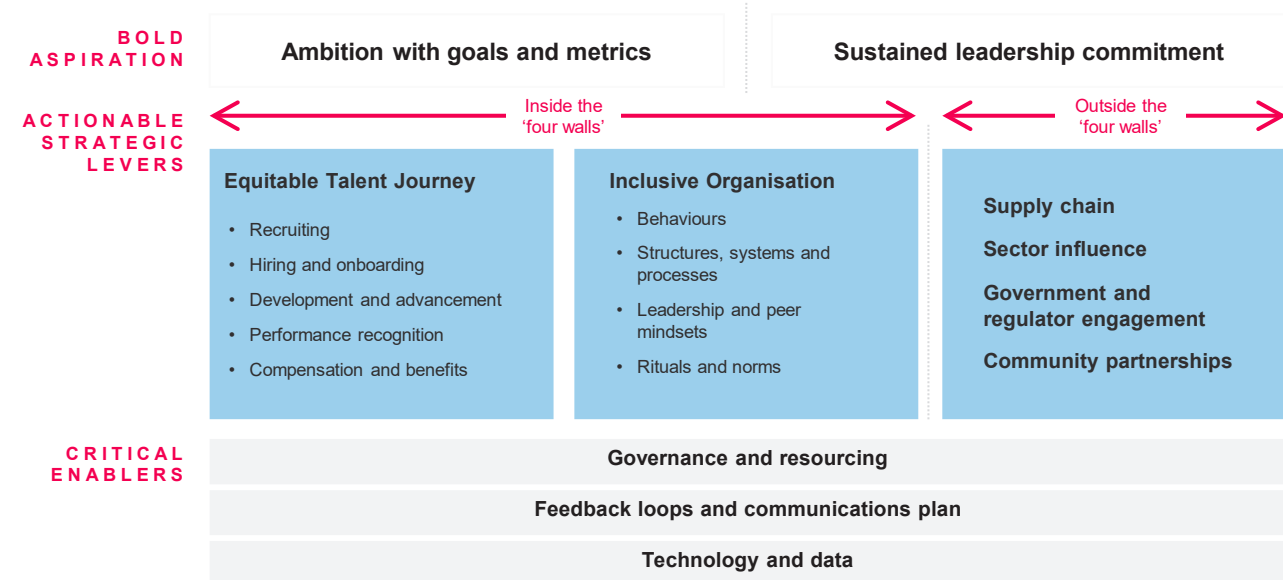 BOLD
ASPIRATION
Ambition with goals and metrics
Sustained leadership commitment
ACTIONABLE
STRATEGIC
LEVERS
Inside the
‘four walls’
Outside the
‘four walls’
Equitable Talent Journey
• Recruiting
• Hiring and onboarding
• Development and advancement
• Performance recognition
• Compensation and benefits
Inclusive Organisation
• Behaviours
• Structures, systems and
processes
• Leadership and peer
mindsets
• Rituals and norms
Supply chain
Sector influence
Government and
regulator engagement
Community partnerships
CRITICAL
ENABLERS
Governance and resourcing
Feedback loops and communications plan
Technology and data